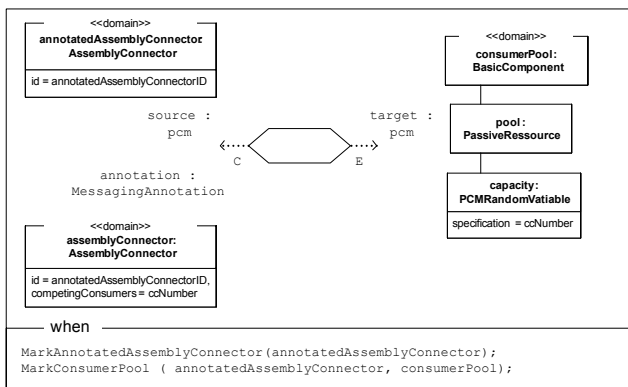 <<domain>>
annotatedAssemblyConnector:
AssemblyConnector
id = annotatedAssemblyConnectorID
source :
pcm
annotation :
MessagingAnnotation
<<domain>>
assemblyConnector:
AssemblyConnector
id = annotatedAssemblyConnectorID,
competingConsumers = ccNumber
C
E
target :
pcm
<<domain>>
consumerPool:
BasicComponent
pool:
PassiveRessource
capacity:
PCMRandomVatiable
specification = ccNumber
when
MarkAnnotatedAssemblyConnector(annotatedAssemblyConnector);
MarkConsumerPool ( annotatedAssemblyConnector, consumerPool);